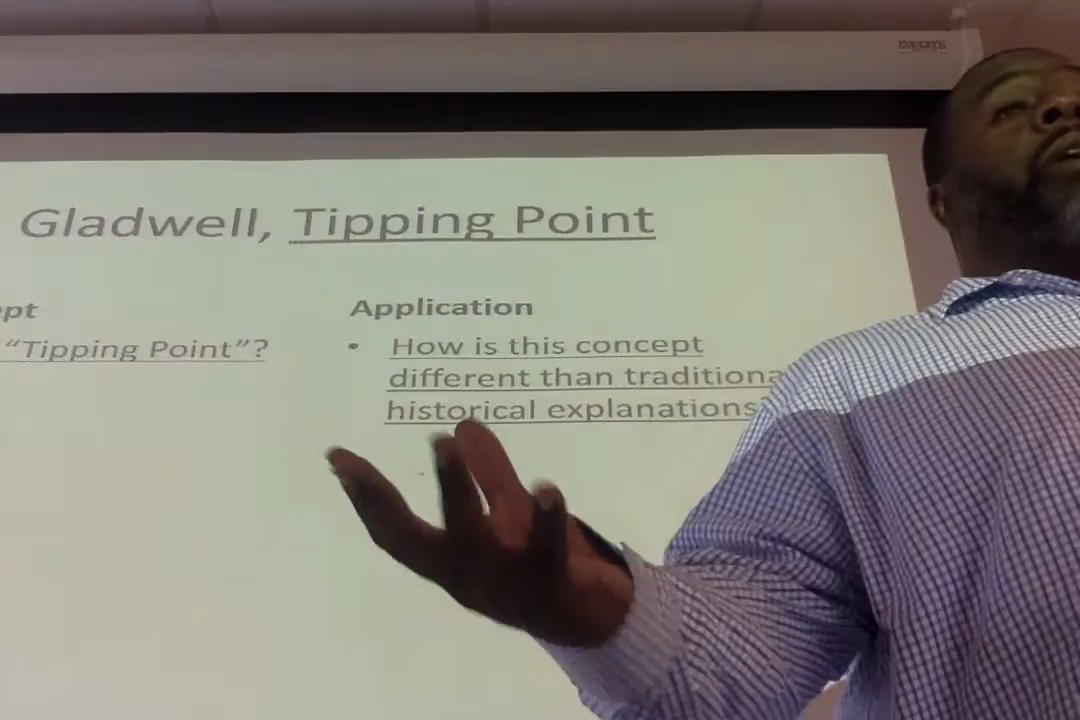 Gladwell, Tipping Point
ept
"Tipping Point"?
Application
• How is this concept
different than traditiona
historical explanations?